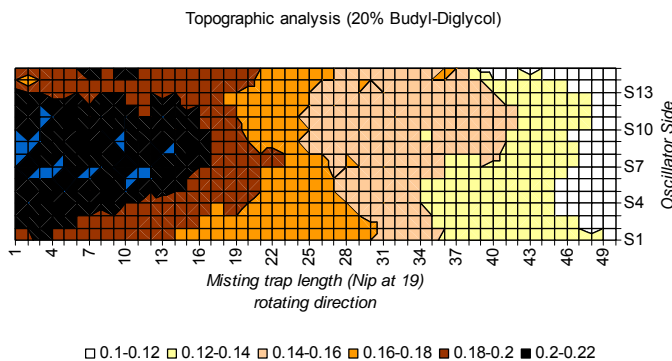 Topographic analysis (20% Budyl-Diglycol)
S13
S10
S7
S4
S1
Oscillator Side
1 4 7 10 13 16 19 22 25 28 31 34 37 40 43 46 49
Misting trap length (Nip at 19)
rotating direction
0.1-0.12 0.12-0.14 0.14-0.16 0.16-0.18 0.18-0.2 0.2-0.22